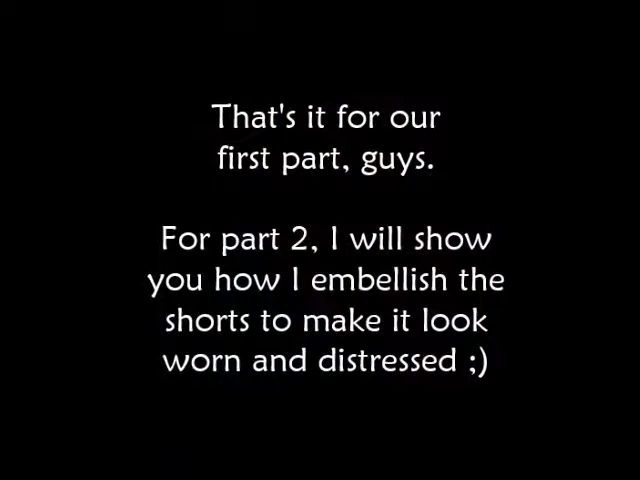 That's it for our
first part, guys.
For part 2, I will show
you how I embellish the
shorts to make it look
worn and distressed ;)